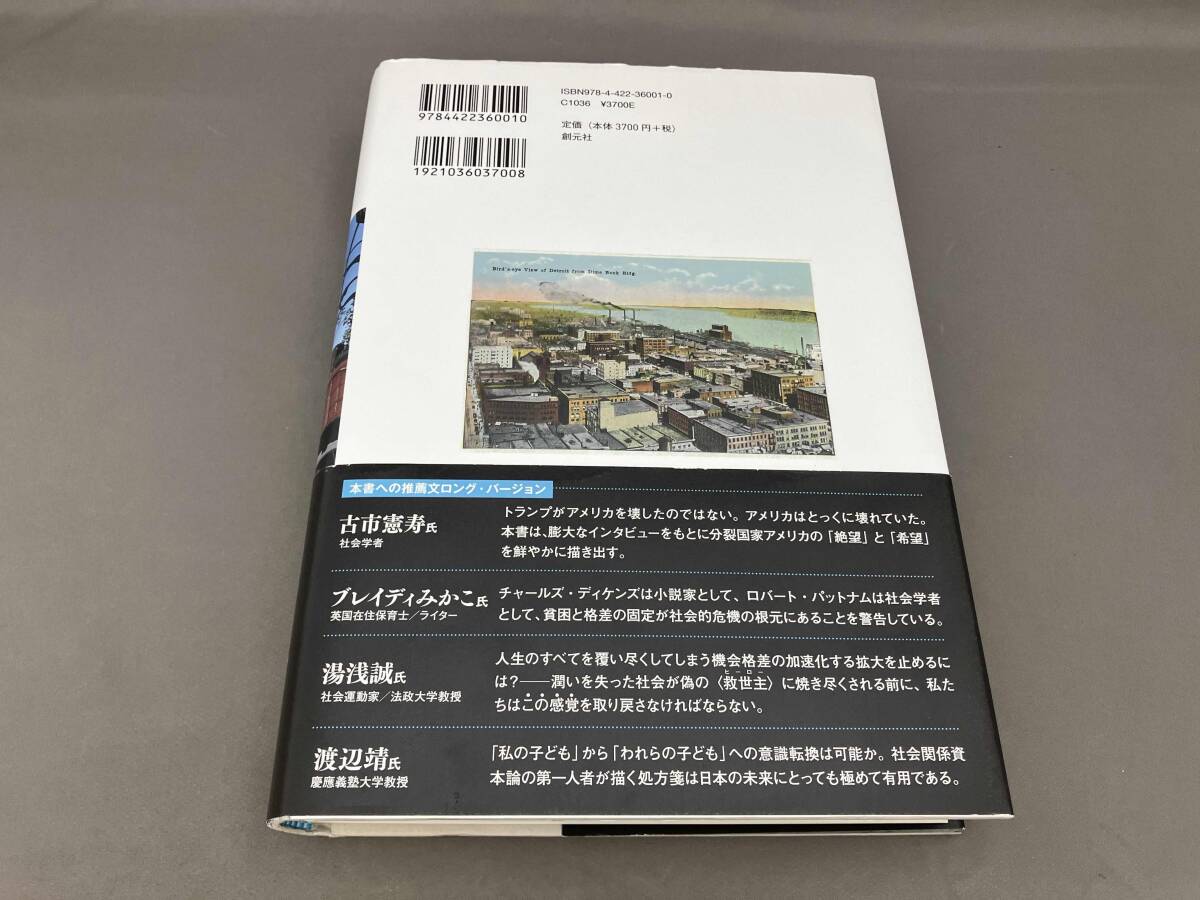 9784422360010
1921036037008
ISBN978-4-422-36001-0
C1036 ¥3700E
定価（本体3700円＋税）
創元社
Bird's-eye View of Detroit from Dime Bank Bldg.
本書への推薦文ロング・バージョン
古市憲寿氏
社会学者
トランプがアメリカを壊したのではない。アメリカはとっくに壊れていた。
本書は、膨大なインタビューをもとに分裂国家アメリカの「絶望」と「希望」
を鮮やかに描き出す。
ブレイディみかこ氏
英国在住保育士／ライター
チャールズ・ディケンズは小説家として、ロバート・パットナムは社会学者
として、貧困と格差の固定が社会的危機の根元にあることを警告している。
湯浅誠氏
社会運動家／法政大学教授
人生のすべてを覆い尽くしてしまう機会格差の加速化する拡大を止めるに
ヒーロー
は？――潤いを失った社会が偽の〈救世主〉に焼き尽くされる前に、私た
ちはこの感覚を取り戻さなければならない。
渡辺靖氏
慶應義塾大学教授
「私の子ども」から「われらの子ども」への意識転換は可能か。社会関係資
本論の第一人者が描く処方箋は日本の未来にとっても極めて有用である。